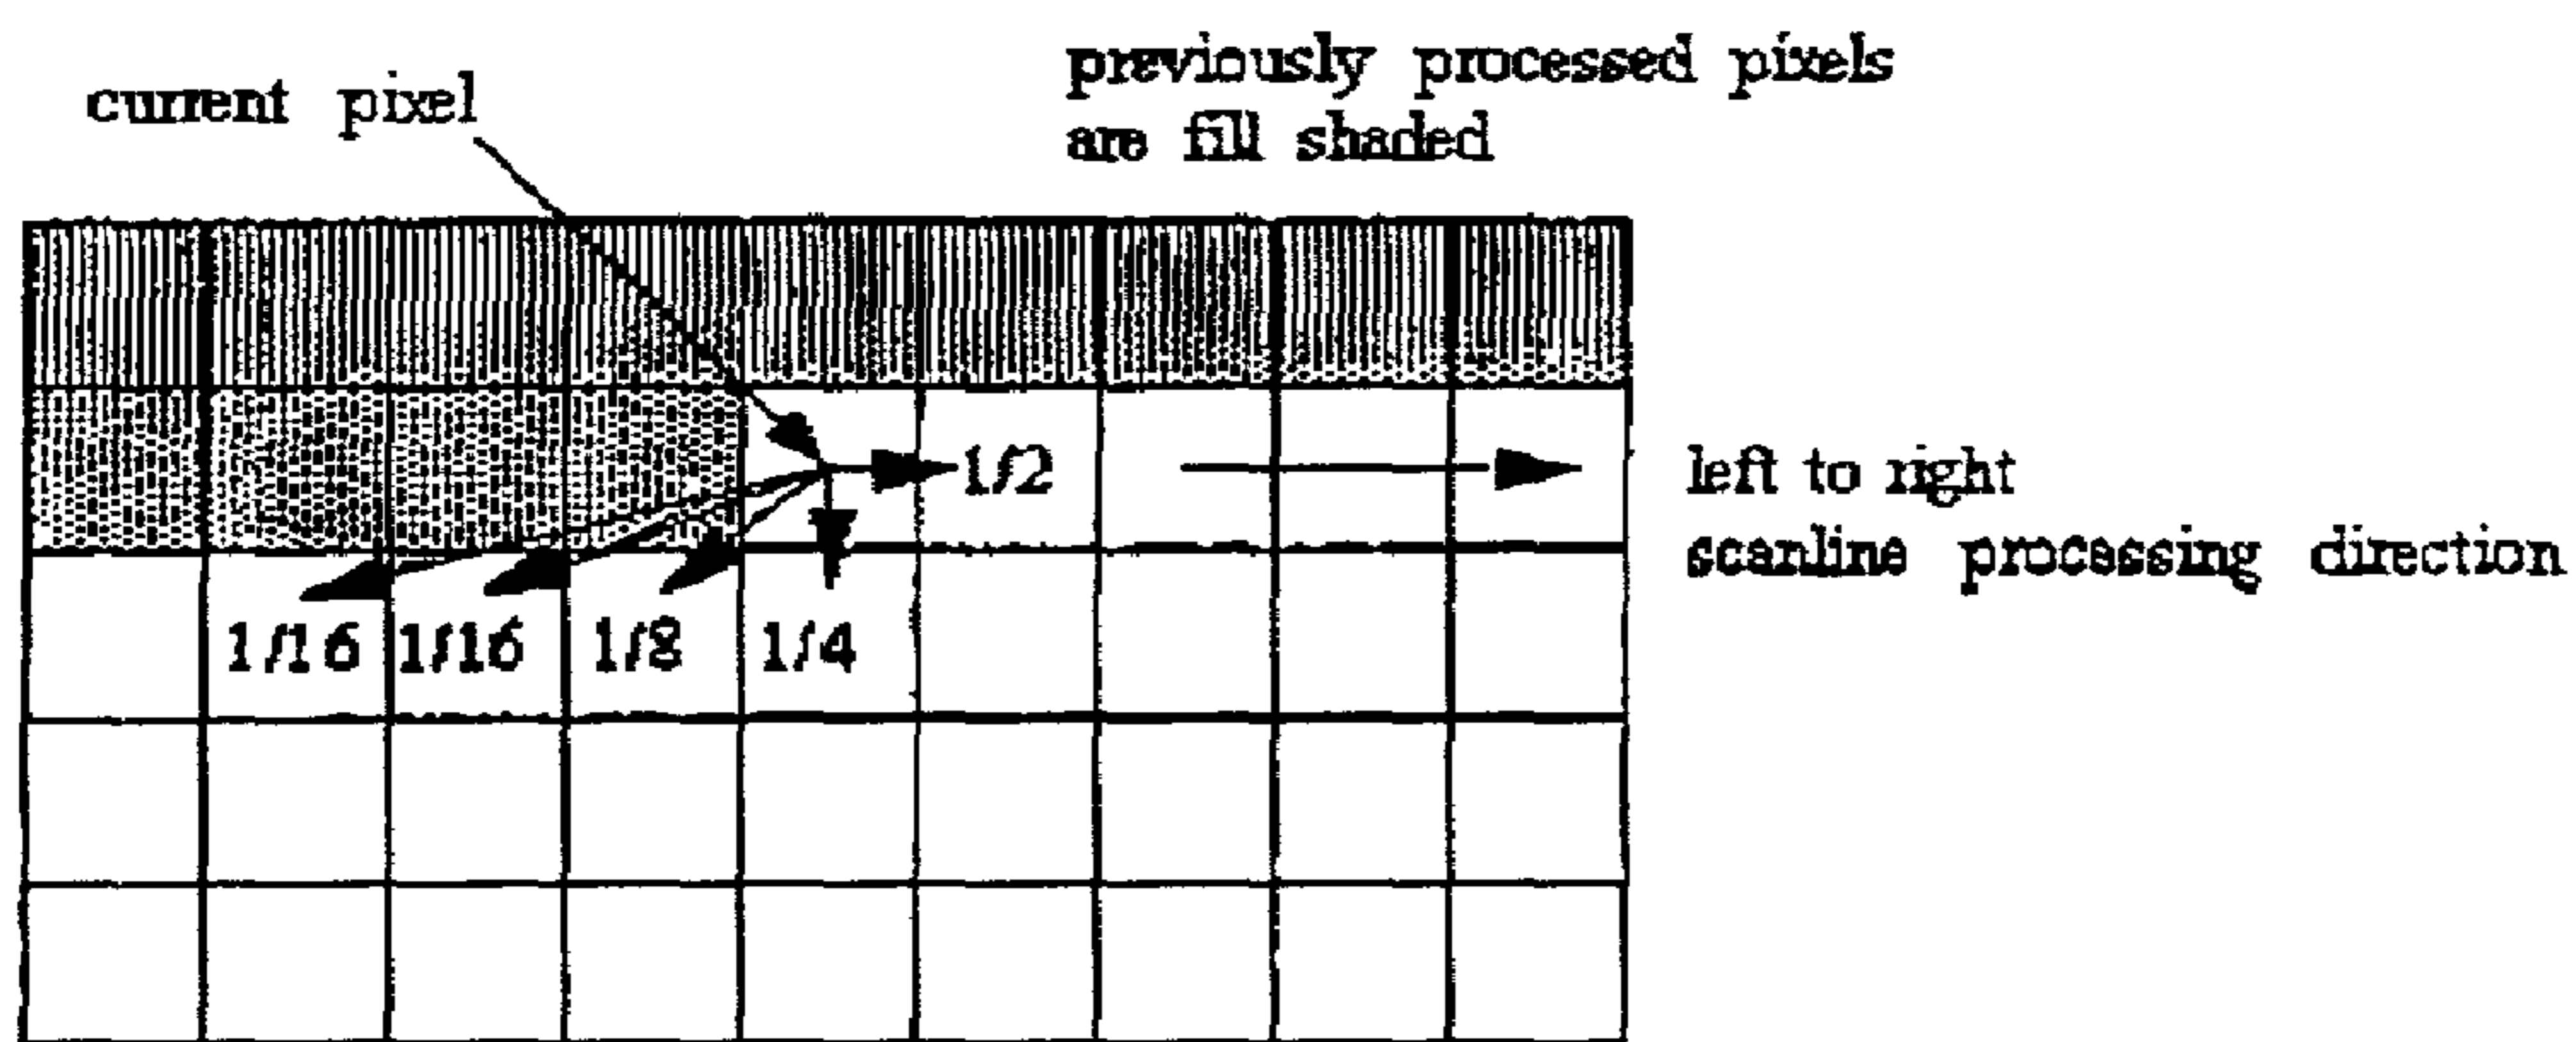 current pixel
previously processed pixels
are fill shaded
1/2
left to right
scanline processing direction
1/16 1/16 1/8 1/4